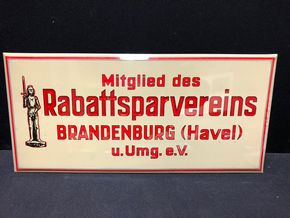 Mitglied des
Rabattsparvereins
BRANDENBURG (Havel)
u. Umg. e.V.